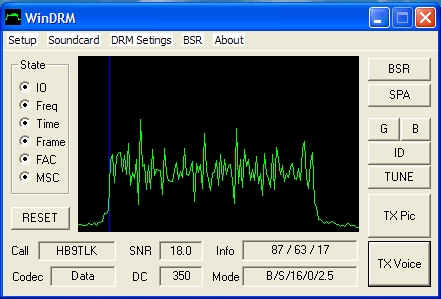 WinDRM
Setup Soundcard DRM Setings BSR About
State
IO
Freq
Time
Frame
FAC
MSC
RESET
BSR
SPA
G B
ID
TUNE
TX Pic
TX Voice
Call HB9TLK SNR 18.0 Info 87 / 63 / 17
Codec Data DC 350 Mode B/S/16/0/2.5